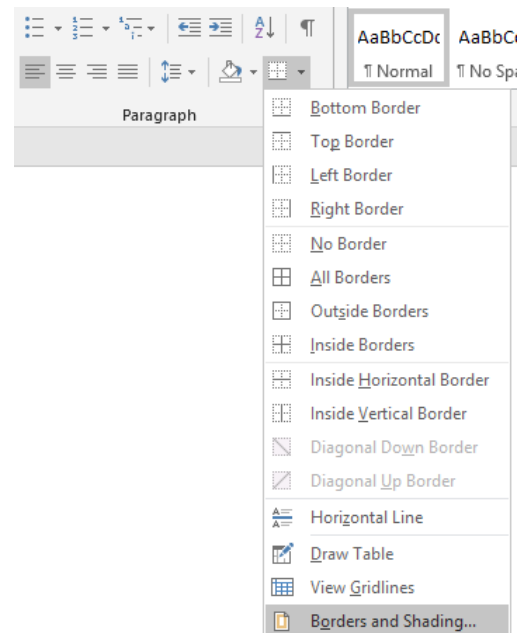 AaBbCcDc AaBbC
¶ Normal ¶ No Spa
Paragraph
Bottom Border
Top Border
Left Border
Right Border
No Border
All Borders
Outside Borders
Inside Borders
Inside Horizontal Border
Inside Vertical Border
Diagonal Down Border
Diagonal Up Border
Horizontal Line
Draw Table
View Gridlines
Borders and Shading...